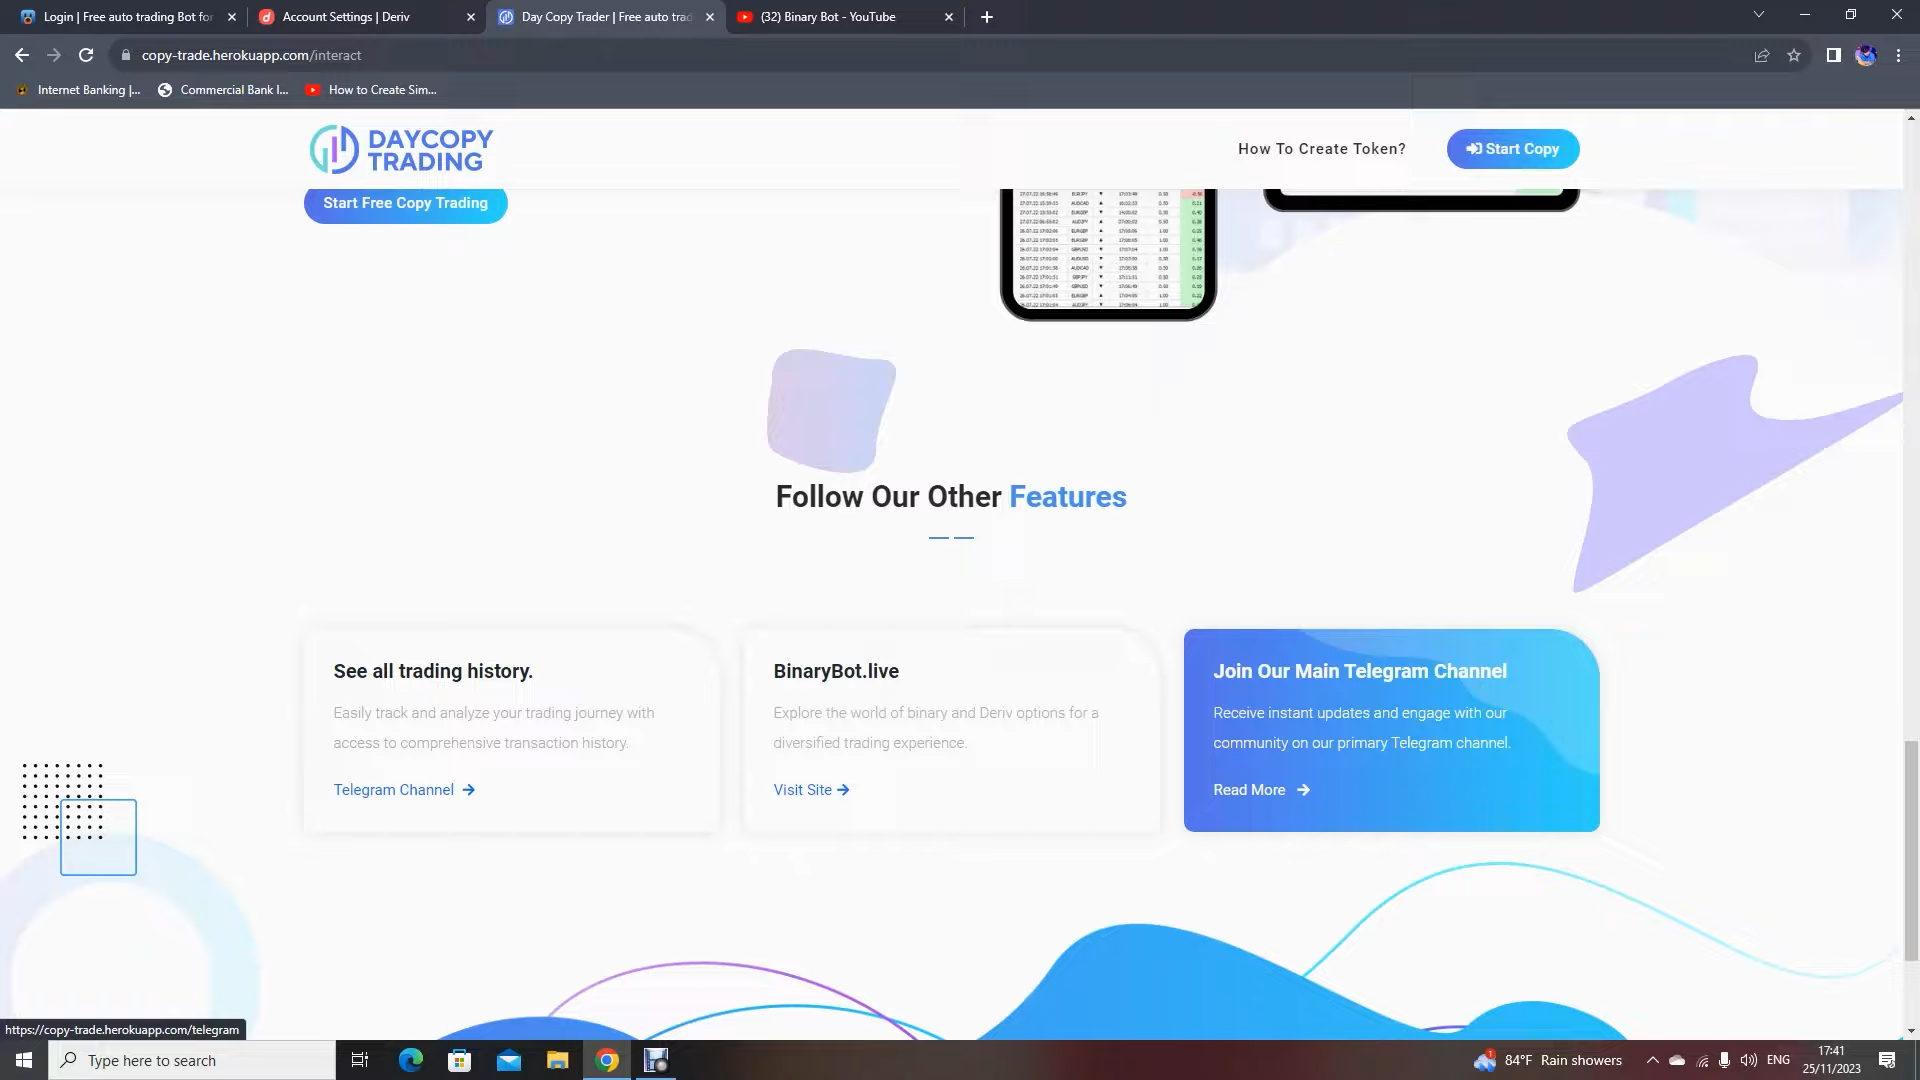 Login | Free auto trading Bot for
Account Settings | Deriv
Day Copy Trader | Free auto trad
(32) Binary Bot - YouTube
copy-trade.herokuapp.com/interact
Internet Banking |...
Commercial Bank I...
How to Create Sim...
DAYCOPY
TRADING
How To Create Token?
Start Copy
Start Free Copy Trading
Follow Our Other Features
See all trading history.
Easily track and analyze your trading journey with
access to comprehensive transaction history.
Telegram Channel
BinaryBot.live
Explore the world of binary and Deriv options for a
diversified trading experience.
Visit Site
Join Our Main Telegram Channel
Receive instant updates and engage with our
community on our primary Telegram channel.
Read More
https://copy-trade.herokuapp.com/telegram
Type here to search
1
84°F Rain showers
ENG
17:41
25/11/2023